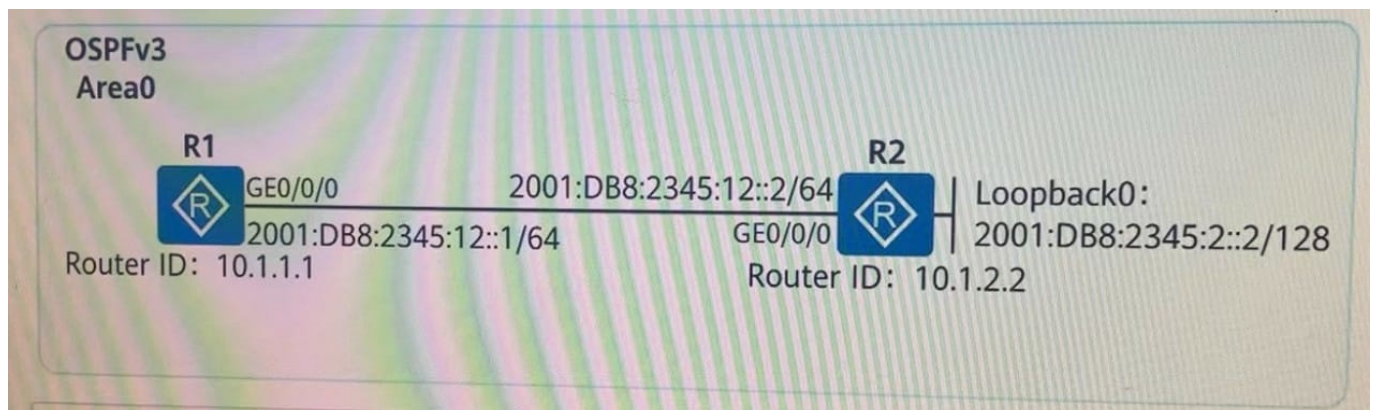 OSPFv3
Area0
R1
R2
GE0/0/0
2001:DB8:2345:12::2/64
Loopback0:
R
R
2001:DB8:2345:12::1/64
GE0/0/0
2001:DB8:2345:2::2/128
Router ID: 10.1.1.1
Router ID: 10.1.2.2